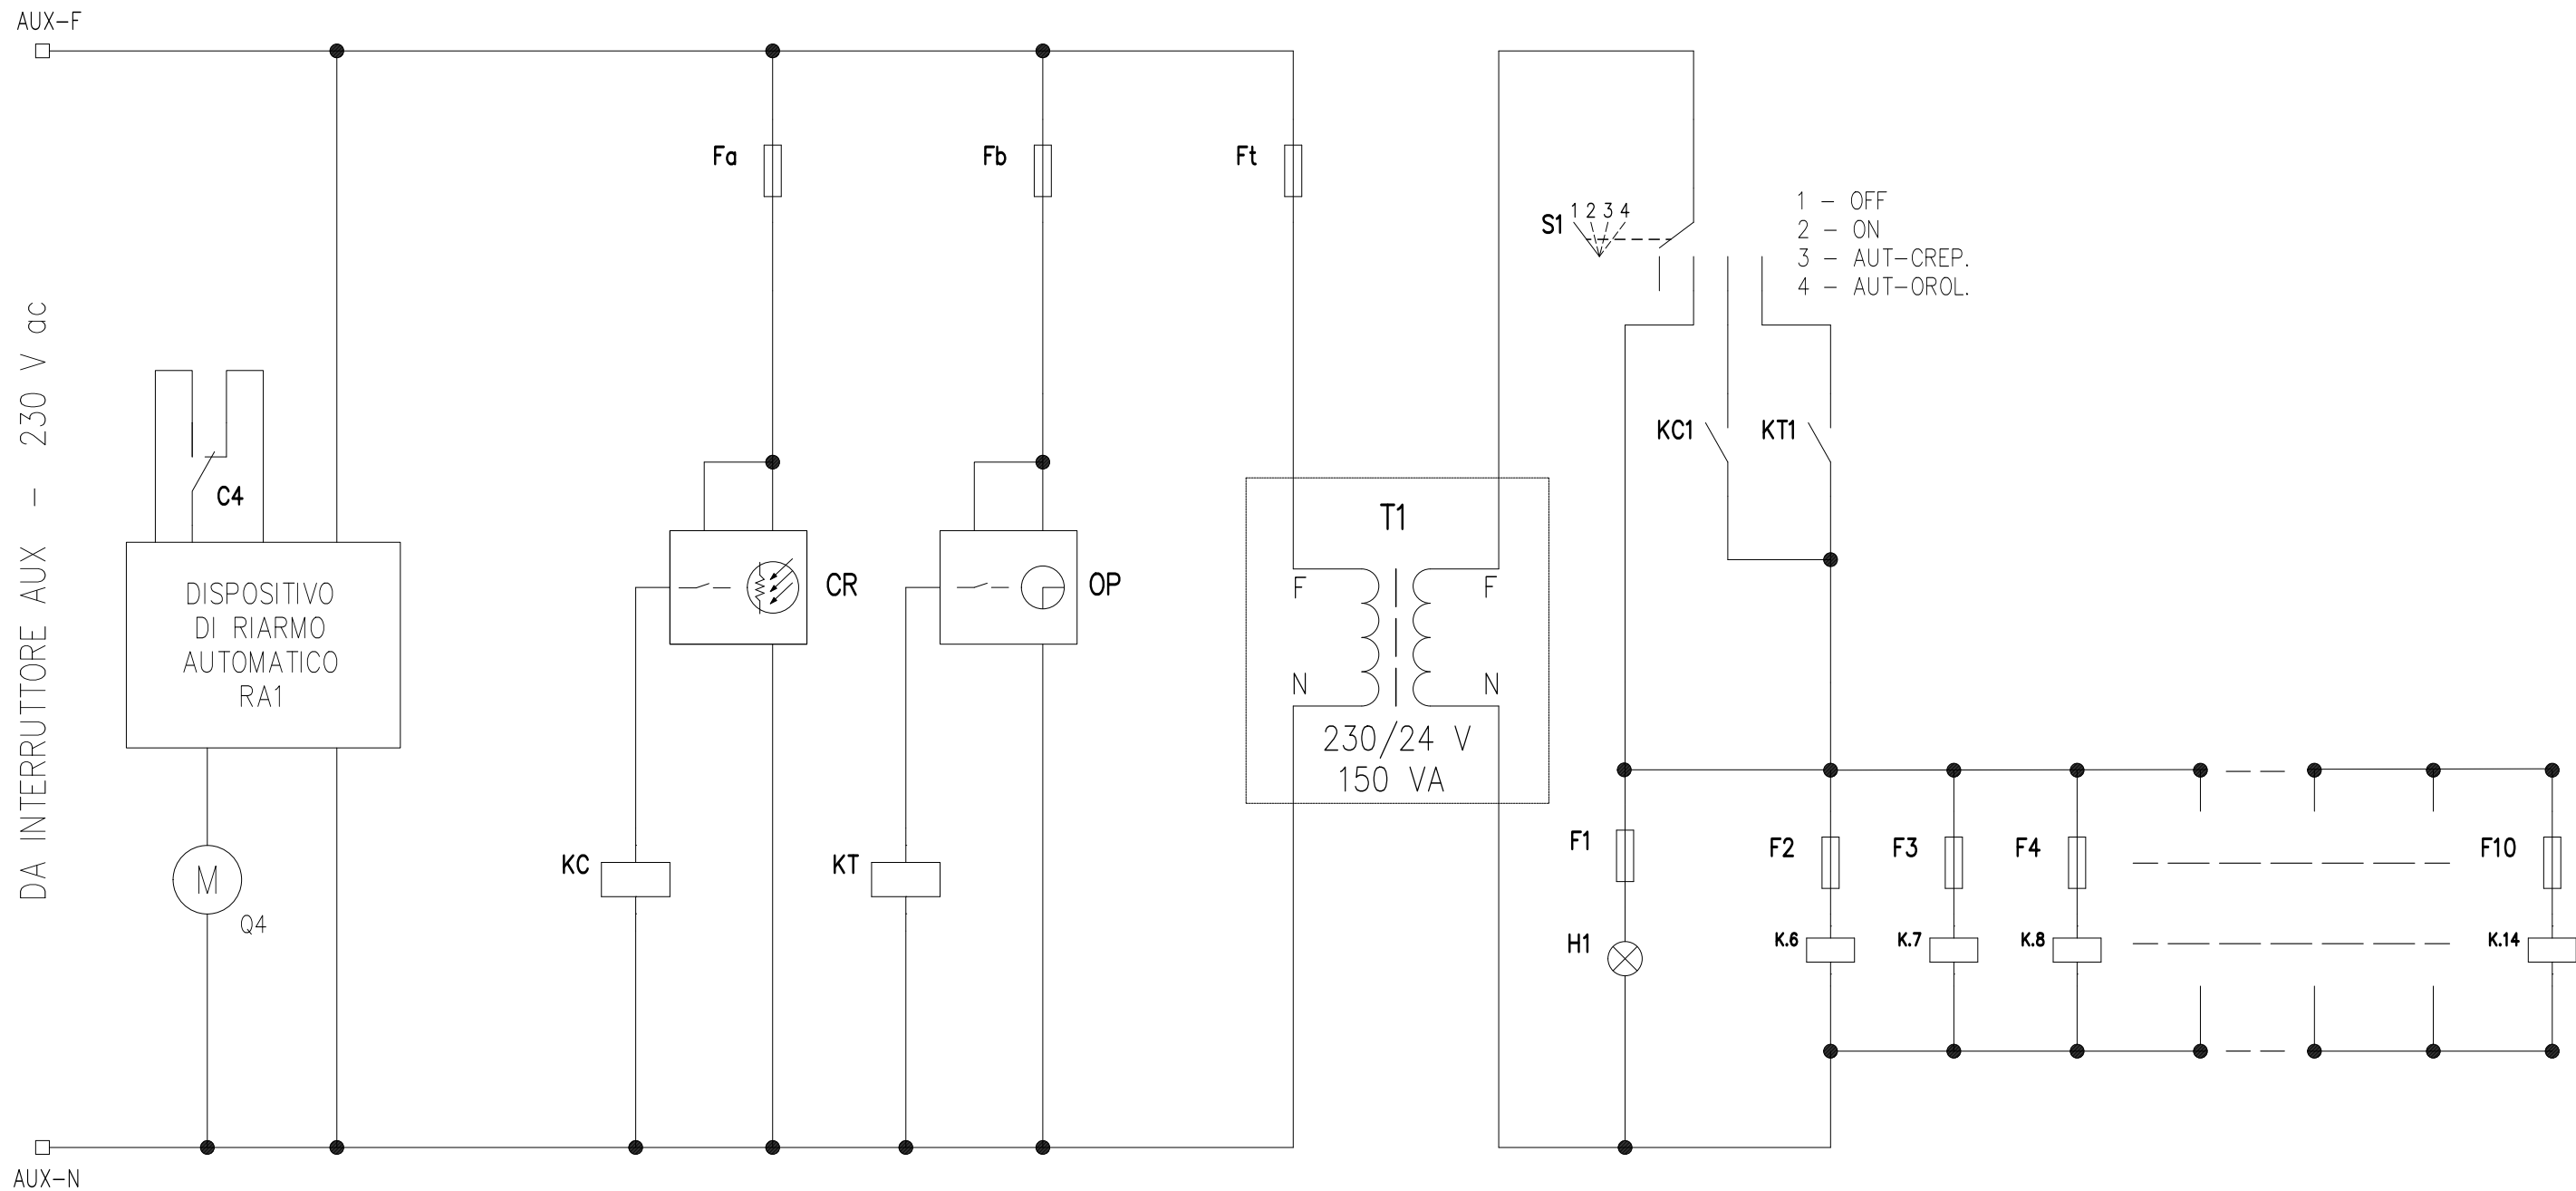 AUX-F
DA INTERRUTTORE AUX - 230 V ac
AUX-N
C4
DISPOSITIVO
DI RIARMO
AUTOMATICO
RA1
M
Q4
Fa
CR
KC
Fb
OP
KT
Ft
T1
F
F
N
N
230/24 V
150 VA
S1
1 2 3 4
1 - OFF
2 - ON
3 - AUT-CREP.
4 - AUT-OROL.
KC1
KT1
F1
F2
F3
F4
F10
H1
K.6
K.7
K.8
K.14